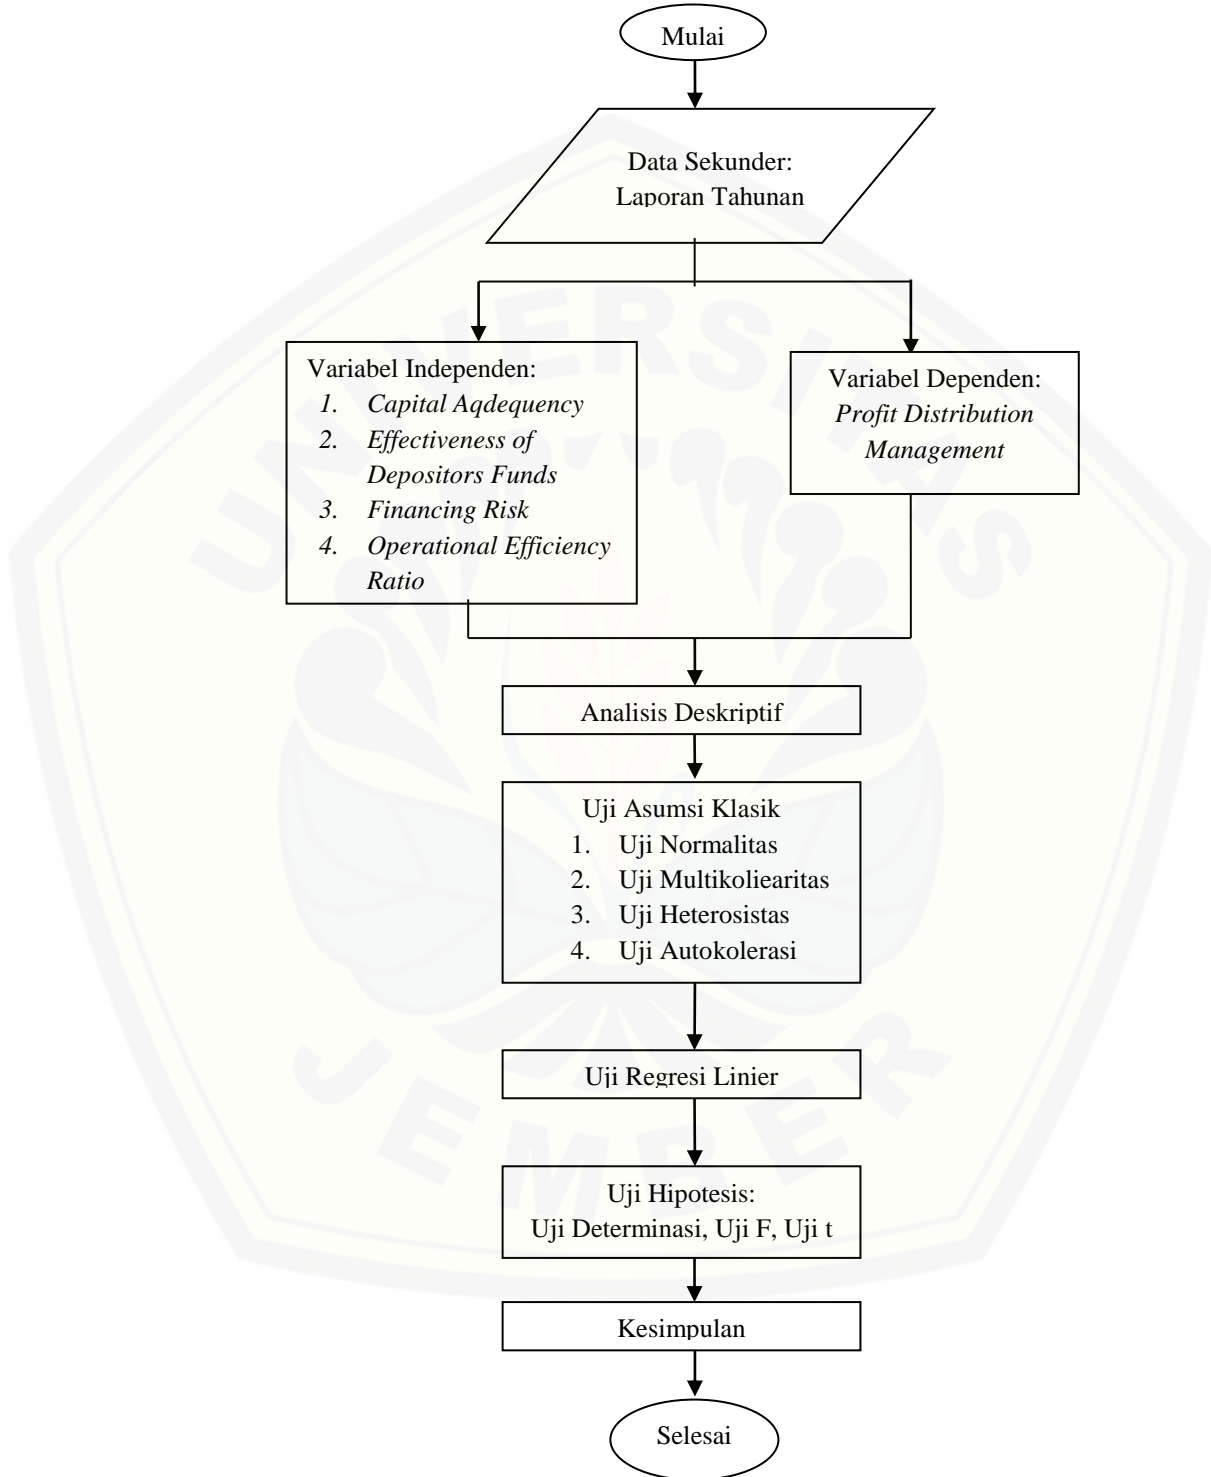 Mulai
Data Sekunder:
Laporan Tahunan
Variabel Independen:
1. Capital Aqdequency
2. Effectiveness of
Depositors Funds
3. Financing Risk
4. Operational Efficiency
Ratio
Variabel Dependen:
Profit Distribution
Management
Analisis Deskriptif
Uji Asumsi Klasik
1. Uji Normalitas
2. Uji Multikoliearitas
3. Uji Heterosistas
4. Uji Autokolerasi
Uji Regresi Linier
Uji Hipotesis:
Uji Determinasi, Uji F, Uji t
Kesimpulan
Selesai
UNIVERSITAS
JEMBER